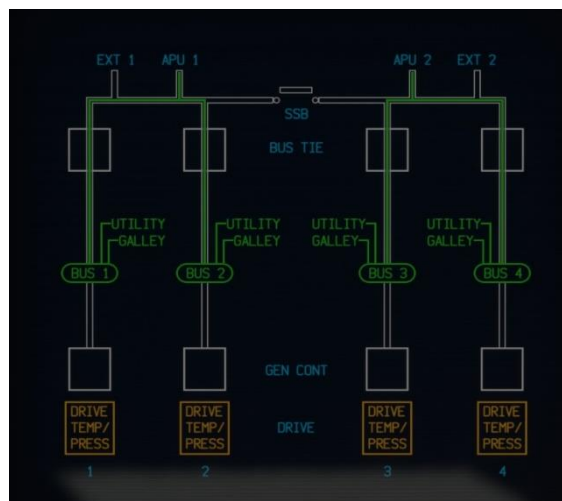 EXT 1 APU 1 APU 2 EXT 2
SSB
BUS TIE
UTILITY UTILITY UTILITY UTILITY
GALLEY GALLEY GALLEY GALLEY
BUS 1 BUS 2 BUS 3 BUS 4
GEN CONT
DRIVE DRIVE DRIVE DRIVE
TEMP/ TEMP/ DRIVE TEMP/ TEMP/
PRESS PRESS PRESS PRESS
1 2 3 4